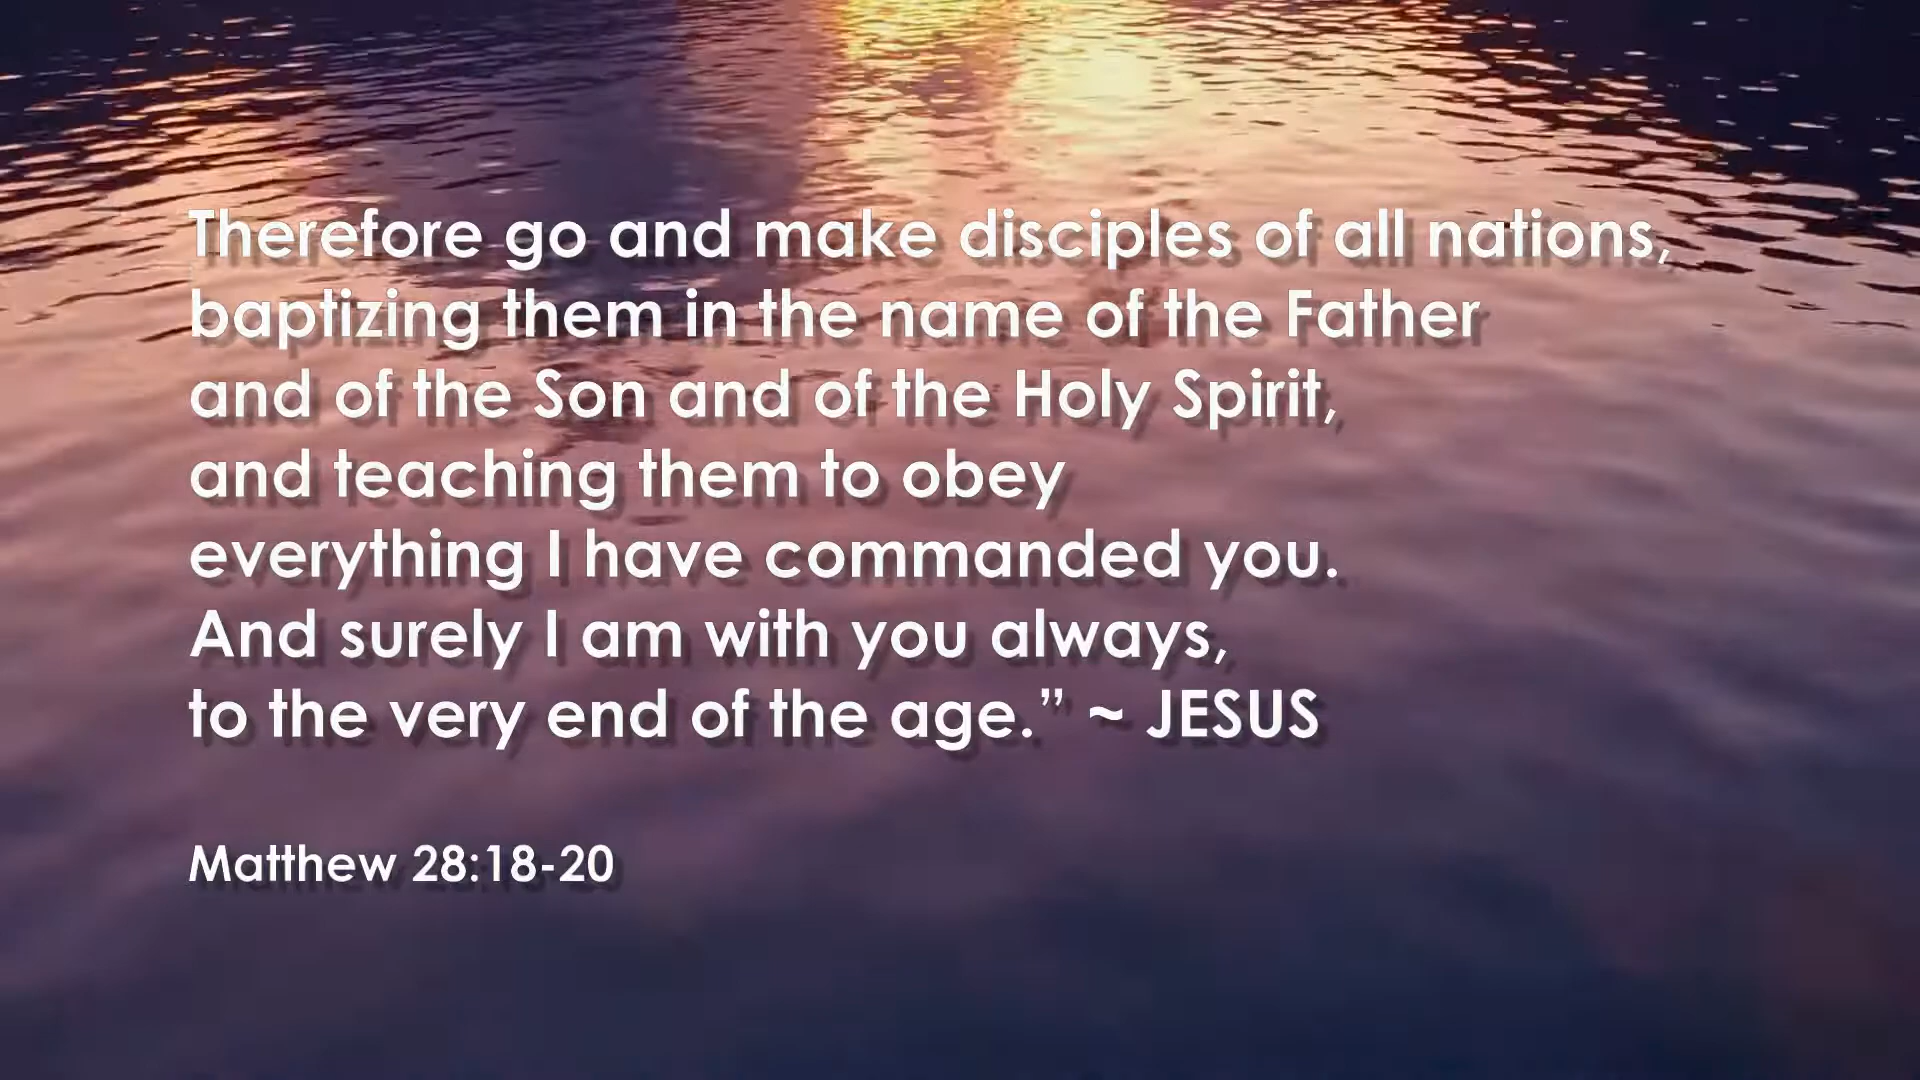 Therefore go and make disciples of all nations,
baptizing them in the name of the Father
and of the Son and of the Holy Spirit,
and teaching them to obey
everything I have commanded you.
And surely I am with you always,
to the very end of the age.” ~ JESUS
Matthew 28:18-20